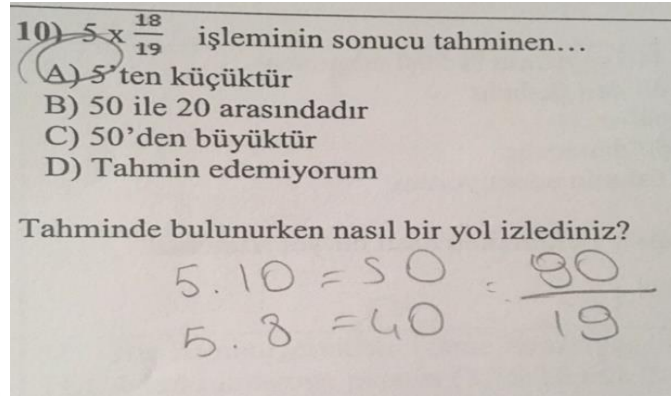 10) 5 x 18/19 işleminin sonucu tahminen...
A) 5'ten küçüktür
B) 50 ile 20 arasındadır
C) 50'den büyüktür
D) Tahmin edemiyorum
Tahminde bulunurken nasıl bir yol izlediniz?
5.10 = 50 = 90/19
5.8 = 40